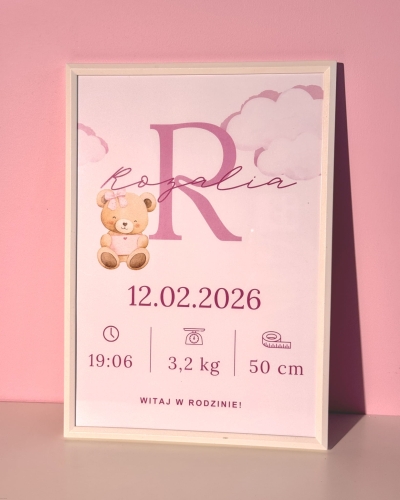 R
Rozalia
12.02.2026
19:06 3,2 kg 50 cm
WITAJ W RODZINIE!